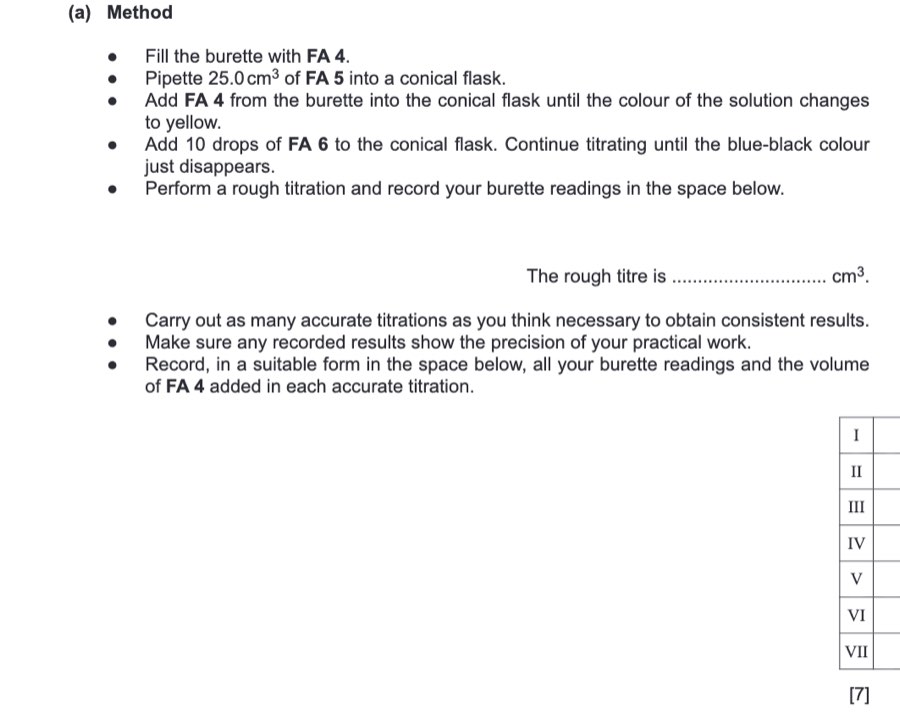 (a) Method
• Fill the burette with FA 4.
• Pipette 25.0 cm³ of FA 5 into a conical flask.
• Add FA 4 from the burette into the conical flask until the colour of the solution changes
to yellow.
• Add 10 drops of FA 6 to the conical flask. Continue titrating until the blue-black colour
just disappears.
• Perform a rough titration and record your burette readings in the space below.
The rough titre is .............................. cm³.
• Carry out as many accurate titrations as you think necessary to obtain consistent results.
• Make sure any recorded results show the precision of your practical work.
• Record, in a suitable form in the space below, all your burette readings and the volume
of FA 4 added in each accurate titration.
I
II
III
IV
V
VI
VII
[7]